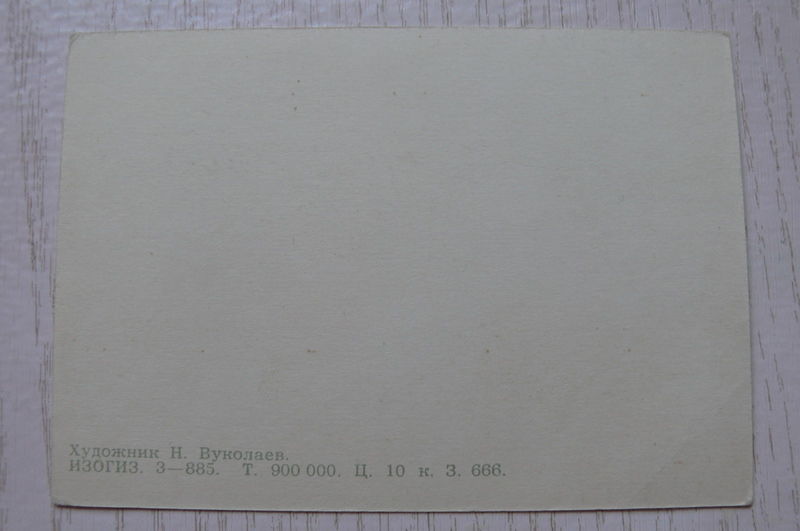 Художник Н. Вуколаев.
ИЗОГИЗ. 3—885. Т. 900 000. Ц. 10 к. З. 666.